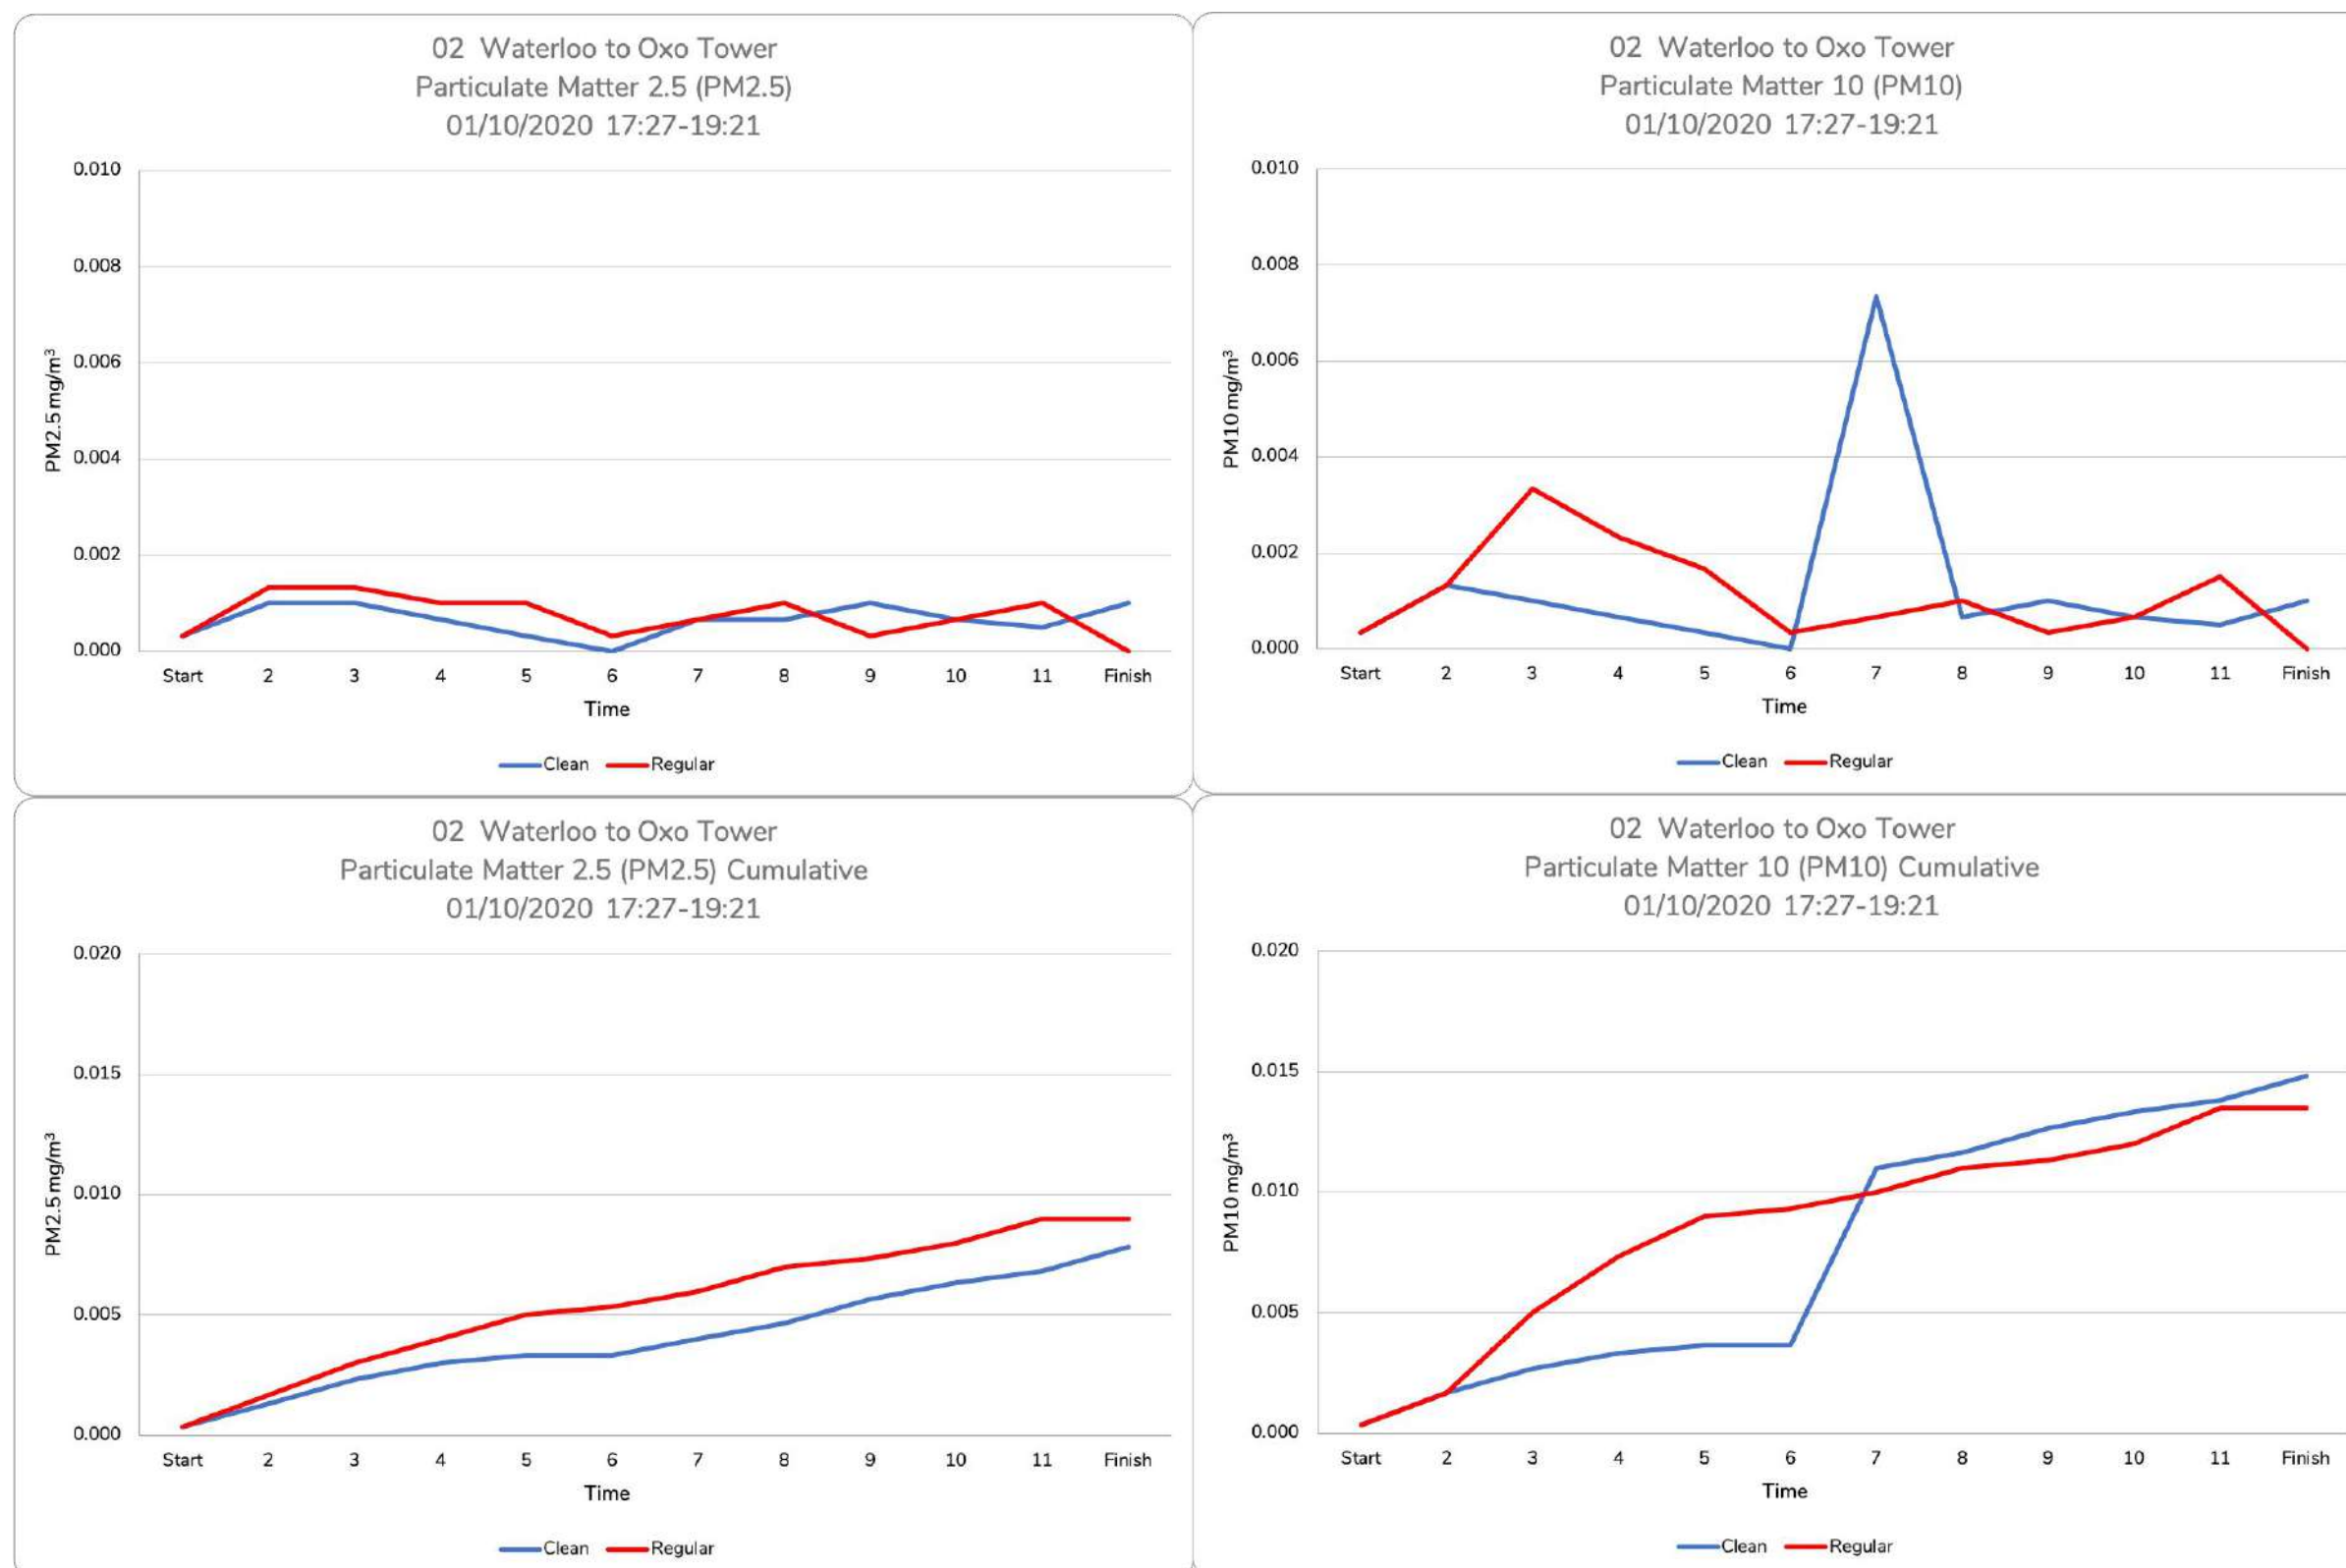 02 Waterloo to Oxo Tower
Particulate Matter 2.5 (PM2.5)
01/10/2020 17:27-19:21
0.010
0.008
0.006
0.004
0.002
0.000
PM2.5 mg/m³
Start 2 3 4 5 6 7 8 9 10 11 Finish
Time
Clean Regular
02 Waterloo to Oxo Tower
Particulate Matter 10 (PM10)
01/10/2020 17:27-19:21
0.010
0.008
0.006
0.004
0.002
0.000
PM10 mg/m³
Start 2 3 4 5 6 7 8 9 10 11 Finish
Time
Clean Regular
02 Waterloo to Oxo Tower
Particulate Matter 2.5 (PM2.5) Cumulative
01/10/2020 17:27-19:21
0.020
0.015
0.010
0.005
0.000
PM2.5 mg/m³
Start 2 3 4 5 6 7 8 9 10 11 Finish
Time
Clean Regular
02 Waterloo to Oxo Tower
Particulate Matter 10 (PM10) Cumulative
01/10/2020 17:27-19:21
0.020
0.015
0.010
0.005
0.000
PM10 mg/m³
Start 2 3 4 5 6 7 8 9 10 11 Finish
Time
Clean Regular